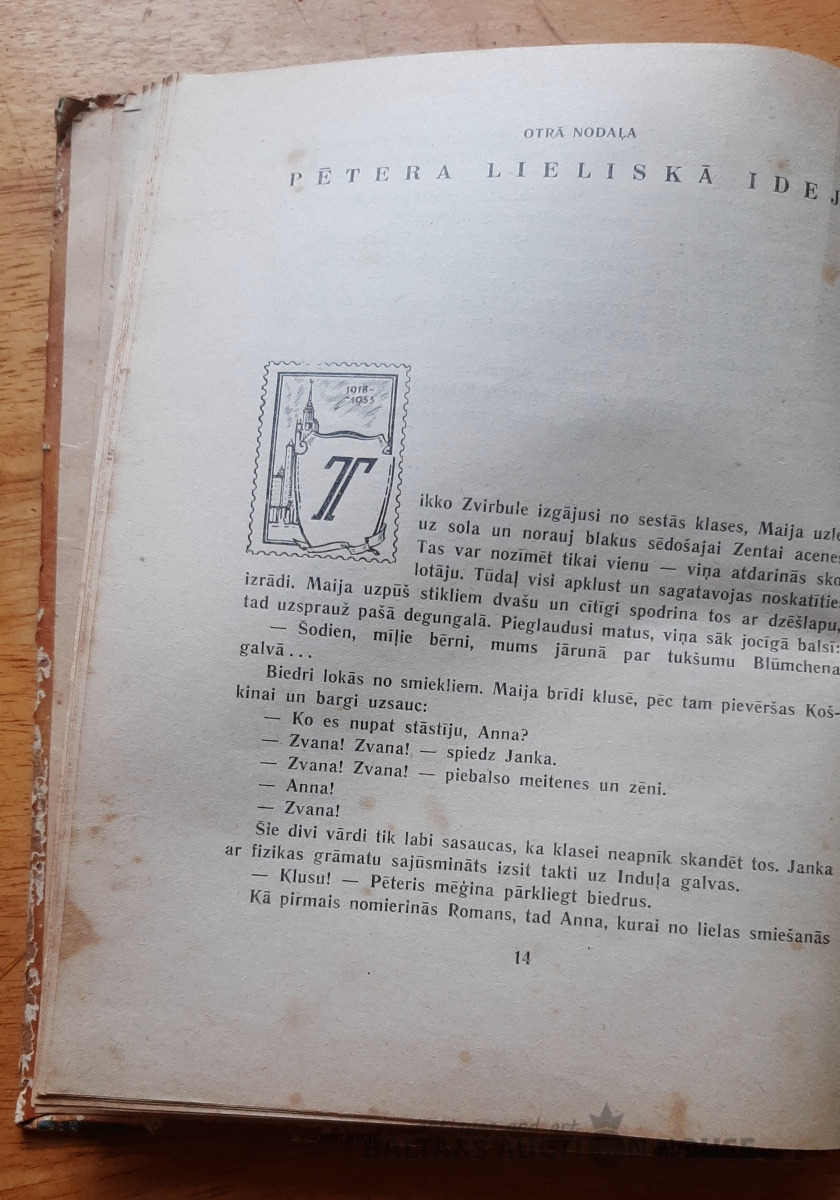 OTRĀ NODAĻA
PĒTERA LIELISKĀ IDEJ
1918-
-1955
T
ikko Zvirbule izgājusi no sestās klases, Maija uzle
uz sola un norauj blakus sēdošajai Zentai acenes
Tas var nozīmēt tikai vienu — viņa atdarinās sko
lotāju. Tūdaļ visi apklust un sagatavojas noskatītie
izrādi. Maija uzpūš stikliem dvašu un cītīgi spodrina tos ar dzēšlapu,
tad uzsprauž pašā degungalā. Pieglaudusi matus, viņa sāk jocīgā balsī:
— Šodien, mīļie bērni, mums jārunā par tukšumu Blūmchena
galvā...
Biedri lokās no smiekliem. Maija brīdi klusē, pēc tam pievēršas Koš-
kinai un bargi uzsauc:
— Ko es nupat stāstīju, Anna?
— Zvana! Zvana! — spiedz Janka.
— Zvana! Zvana! — piebalso meitenes un zēni.
— Anna!
— Zvana!
Šie divi vārdi tik labi sasaucas, ka klasei neapnīk skandēt tos. Janka
ar fizikas grāmatu sajūsmināts izsit takti uz Induļa galvas.
— Klusu! — Pēteris mēģina pārkliegt biedrus.
Kā pirmais nomierinās Romans, tad Anna, kurai no lielas smiešanās
14
and art
BALTARS AUCTION HOUSE